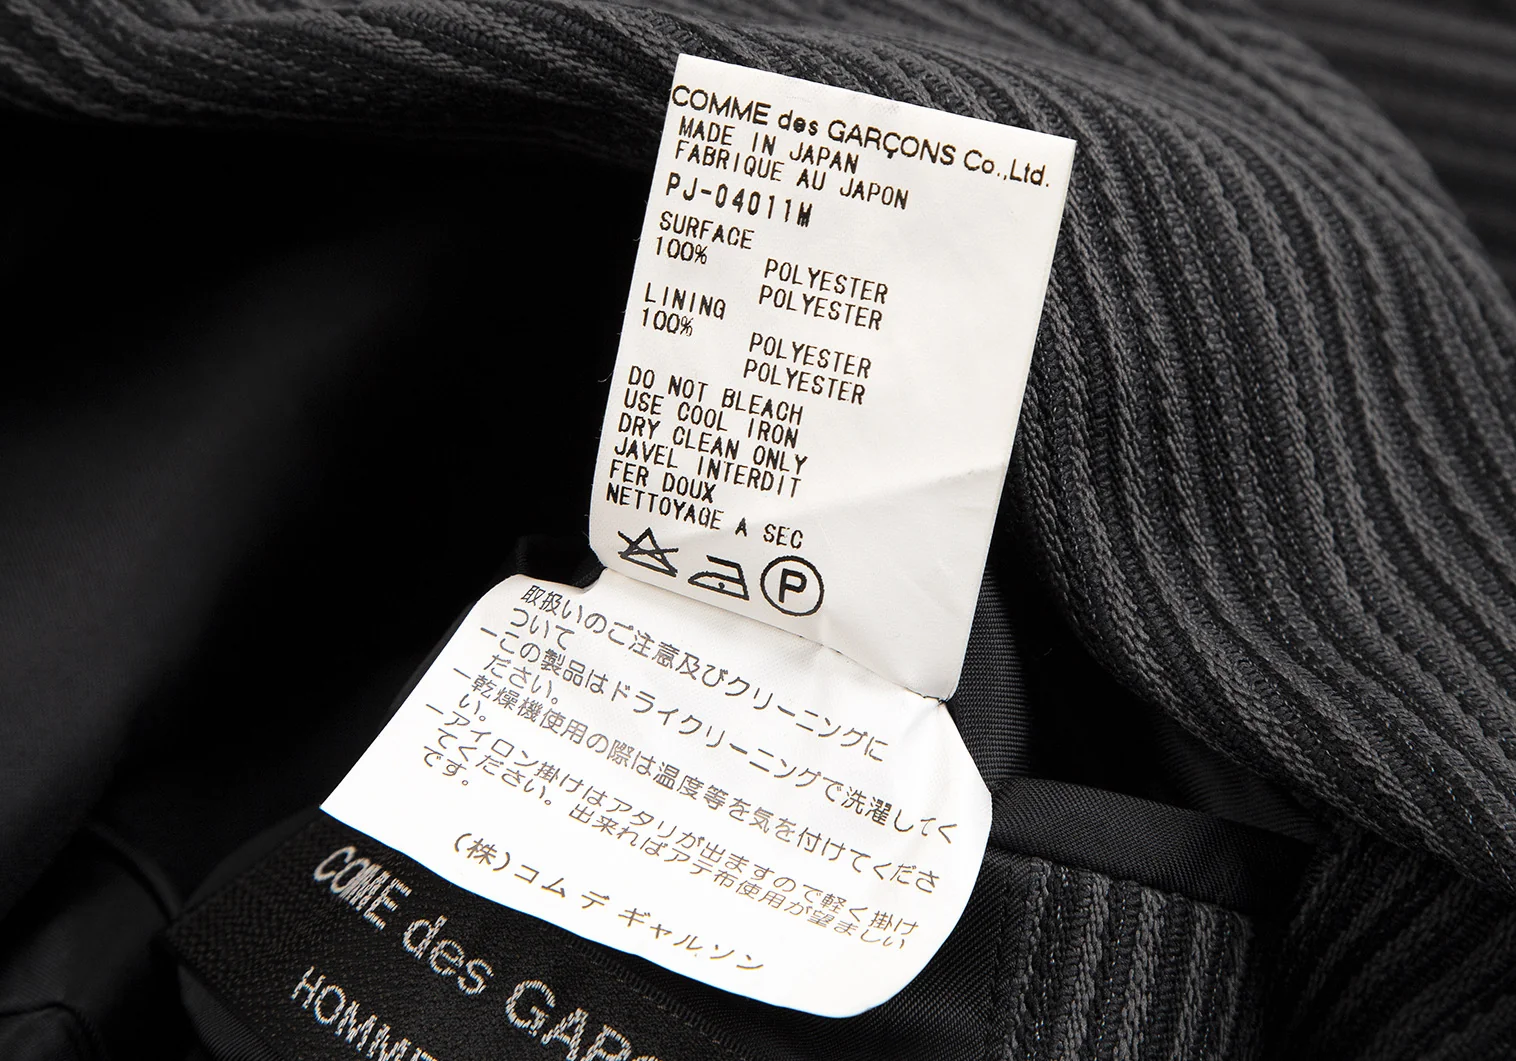 COMME des GARÇONS Co.,Ltd.
MADE IN JAPAN
FABRIQUE AU JAPON
PJ-04011M
SURFACE
100%
POLYESTER
POLYESTER
LINING
100%
POLYESTER
POLYESTER
DO NOT BLEACH
USE COOL IRON
DRY CLEAN ONLY
JAVEL INTERDIT
FER DOUX
NETTOYAGE A SEC
P
取扱いのご注意及びクリーニングに
ついて
ーこの製品はドライクリーニングで洗濯してく
ださい。
ー乾燥機使用の際は温度等を気を付けてくださ
い。
ーアイロン掛けはアタリが出ますので軽く掛け
てください。出来ればアテ布使用が望ましい
です。
(株)コム デ ギャルソン
COMME des GARÇ
HOMME